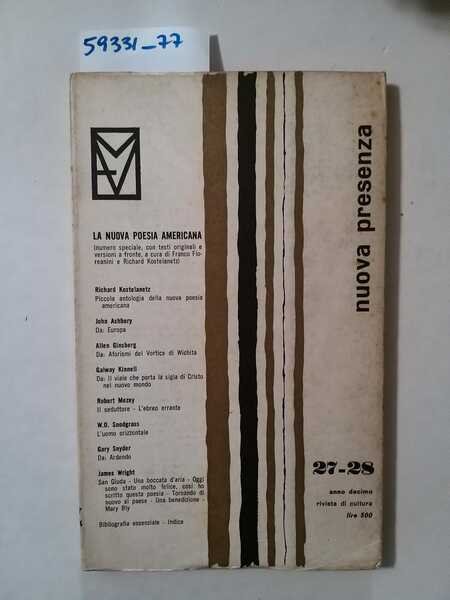 59331_77
LA NUOVA POESIA AMERICANA
(numero speciale, con testi originali e
versioni a fronte, a cura di Franco Flo-
reanini e Richard Kostelanetz)
Richard Kostelanetz
Piccola antologia della nuova poesia
americana
John Ashbery
Da: Europa
Allen Ginsberg
Da: Aforismi del Vortice di Wichita
Galway Kinnell
Da: Il viale che porta la sigla di Cristo
nel nuovo mondo
Robert Mezey
Il seduttore - L'ebreo errante
W.D. Snodgrass
L'uomo orizzontale
Gary Snyder
Da: Ardendo
James Wright
San Giuda - Una boccata d'aria - Oggi
sono stato molto felice, così ho
scritto questa poesia - Tornando di
nuovo al paese - Una benedizione -
Mary Bly
Bibliografia essenziale - Indice
nuova presenza
27-28
anno decimo
rivista di cultura
lire 500